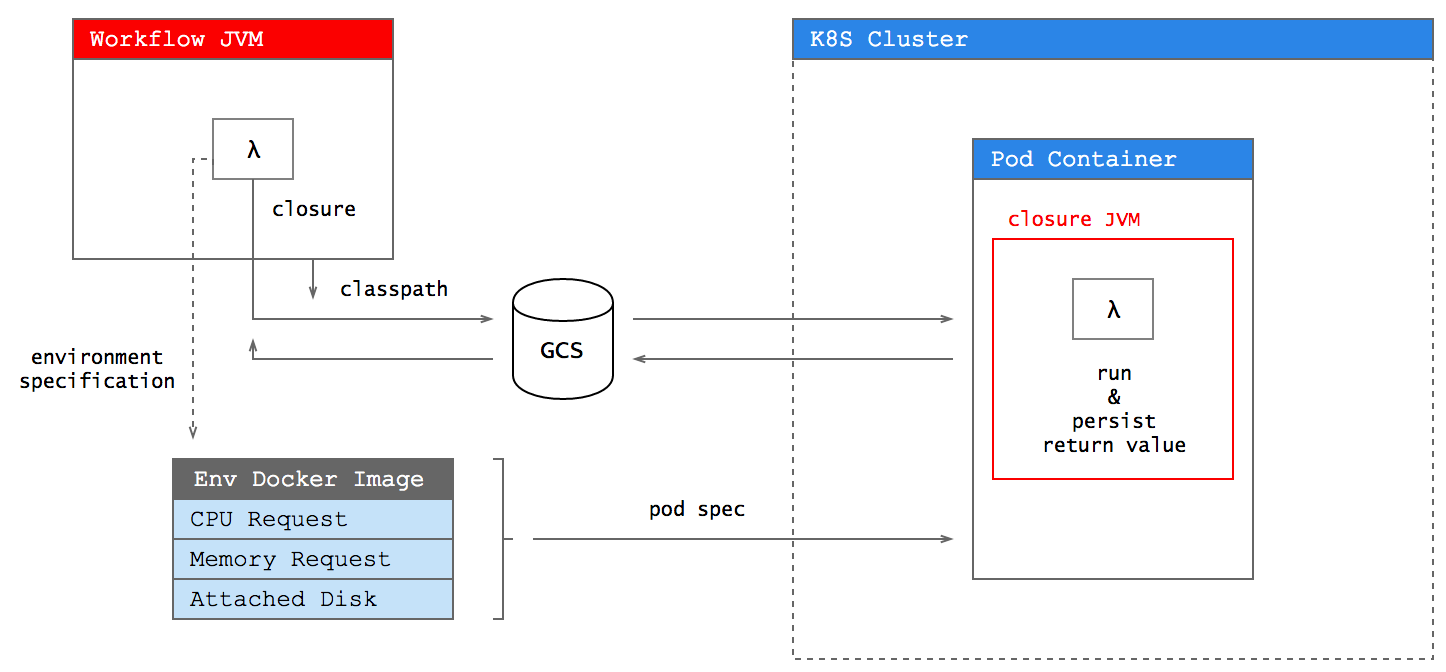 Workflow JVM
K8S Cluster
λ
closure
Pod Container
closure JVM
classpath
GCS
λ
environment
specification
run
&
persist
return value
Env Docker Image
CPU Request
Memory Request
Attached Disk
pod spec